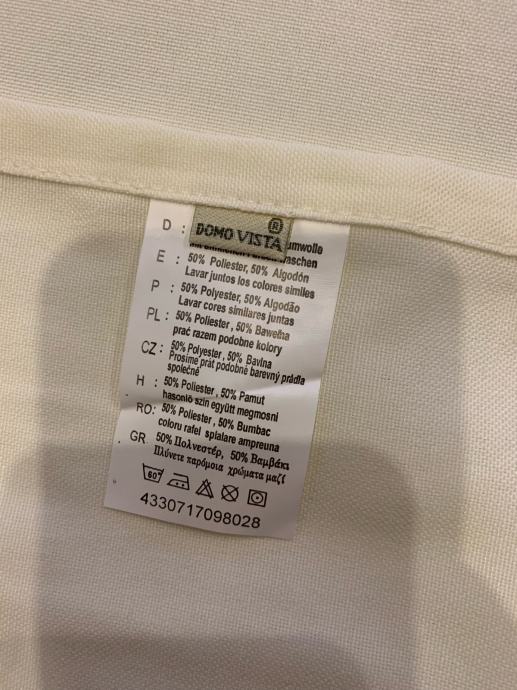 DOMO VISTA ®
D : umwolle
aschen
E : 50% Poliester, 50% Algodón
Lavar juntos los colores similes
P : 50% Polyester, 50% Algodão
Lavar cores similares juntas
PL : 50% Poliester , 50% Bawełna
prać razem podobne kolory
CZ : 50% Polyester , 50% Bavlna
Prosíme prát podobné barevný prádla
společně
H : 50% Poliester , 50% Pamut
hasonló szín együtt megmosni
RO: 50% Poliester , 50% Bumbac
coloru rafel spialare ampreuna
GR 50% Πολυεστέρ, 50% Βαμβάκι
Πλύνετε παρόμοια χρώματα μαζί
60°
4330717098028